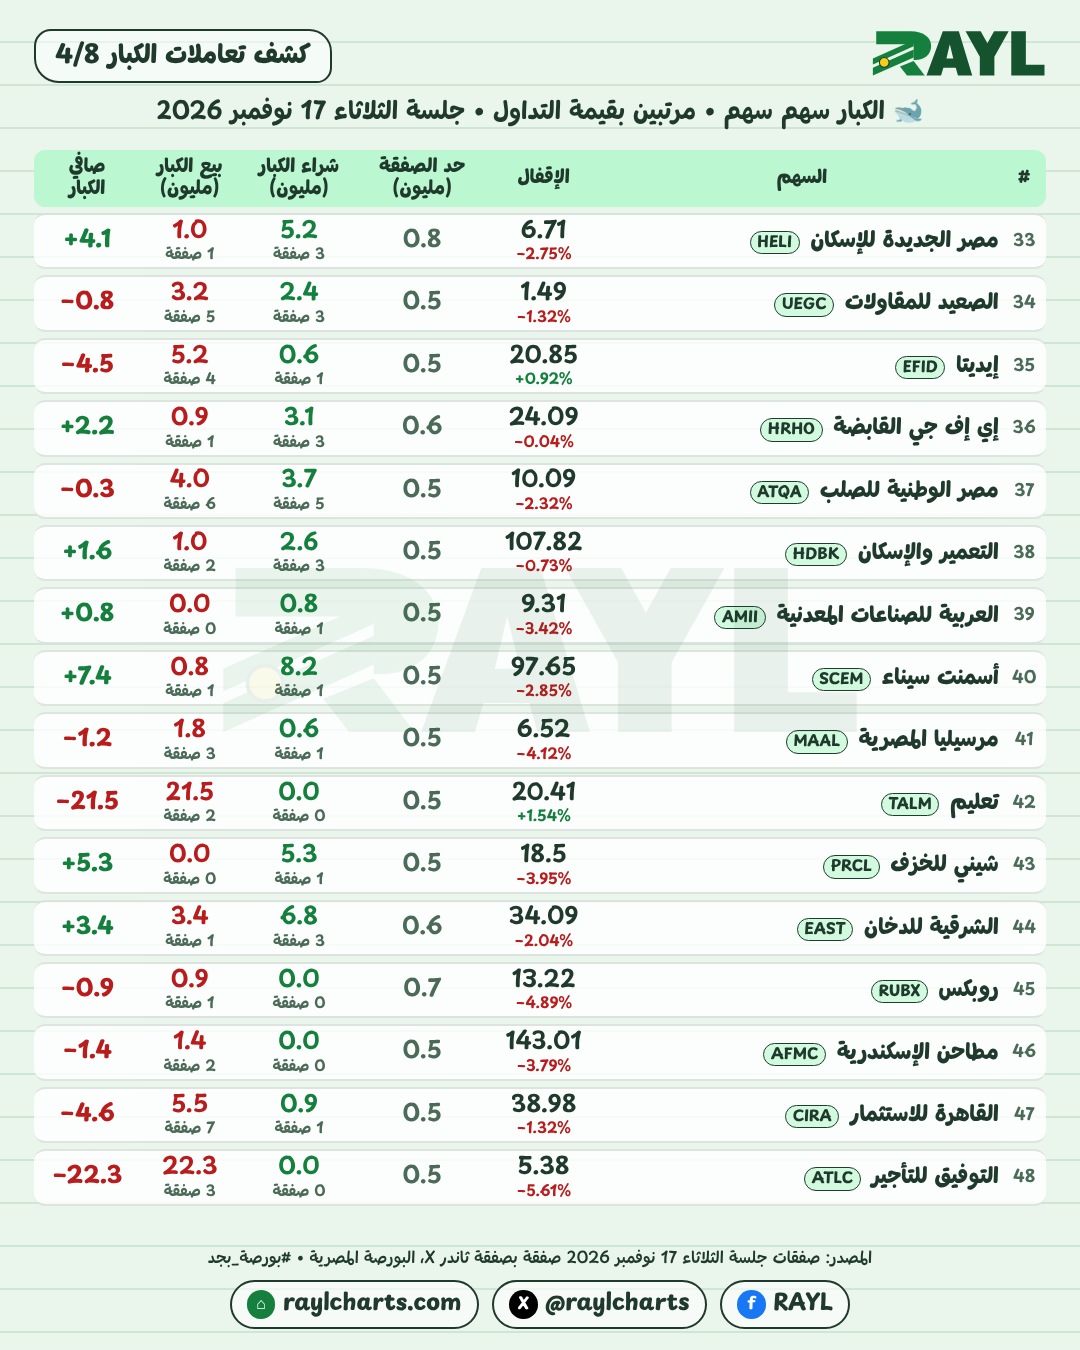 RAYL
كشف تعاملات الكبار 4/8
🐋 الكبار سهم سهم • مرتبين بقيمة التداول • جلسة الثلاثاء 17 نوفمبر 2026
# السهم الإقفال حد الصفقة (مليون) شراء الكبار (مليون) بيع الكبار (مليون) صافي الكبار
33 مصر الجديدة للإسكان HELI 6.71 0.8 5.2 1.0 +4.1
−2.75% 3 صفقة 1 صفقة
34 الصعيد للمقاولات UEGC 1.49 0.5 2.4 3.2 −0.8
−1.32% 3 صفقة 5 صفقة
35 إيديتا EFID 20.85 0.5 0.6 5.2 −4.5
+0.92% 1 صفقة 4 صفقة
36 إي إف جي القابضة HRHO 24.09 0.6 3.1 0.9 +2.2
−0.04% 3 صفقة 1 صفقة
37 مصر الوطنية للصلب ATQA 10.09 0.5 3.7 4.0 −0.3
−2.32% 5 صفقة 6 صفقة
38 التعمير والإسكان HDBK 107.82 0.5 2.6 1.0 +1.6
−0.73% 3 صفقة 2 صفقة
39 العربية للصناعات المعدنية AMII 9.31 0.5 0.8 0.0 +0.8
−3.42% 1 صفقة 0 صفقة
40 أسمنت سيناء SCEM 97.65 0.5 8.2 0.8 +7.4
−2.85% 1 صفقة 1 صفقة
41 مرسيليا المصرية MAAL 6.52 0.5 0.6 1.8 −1.2
−4.12% 1 صفقة 3 صفقة
42 تعليم TALM 20.41 0.5 0.0 21.5 −21.5
+1.54% 0 صفقة 2 صفقة
43 شيني للخزف PRCL 18.5 0.5 5.3 0.0 +5.3
−3.95% 1 صفقة 0 صفقة
44 الشرقية للدخان EAST 34.09 0.6 6.8 3.4 +3.4
−2.04% 3 صفقة 1 صفقة
45 روبكس RUBX 13.22 0.7 0.0 0.9 −0.9
−4.89% 0 صفقة 1 صفقة
46 مطاحن الإسكندرية AFMC 143.01 0.5 0.0 1.4 −1.4
−3.79% 0 صفقة 2 صفقة
47 القاهرة للاستثمار CIRA 38.98 0.5 0.9 5.5 −4.6
−1.32% 1 صفقة 7 صفقة
48 التوفيق للتأجير ATLC 5.38 0.5 0.0 22.3 −22.3
−5.61% 0 صفقة 3 صفقة
المصدر: صفقات جلسة الثلاثاء 17 نوفمبر 2026 صفقة بصفقة ثاندر X، البورصة المصرية • #بورصة_بجد
raylcharts.com @raylcharts RAYL